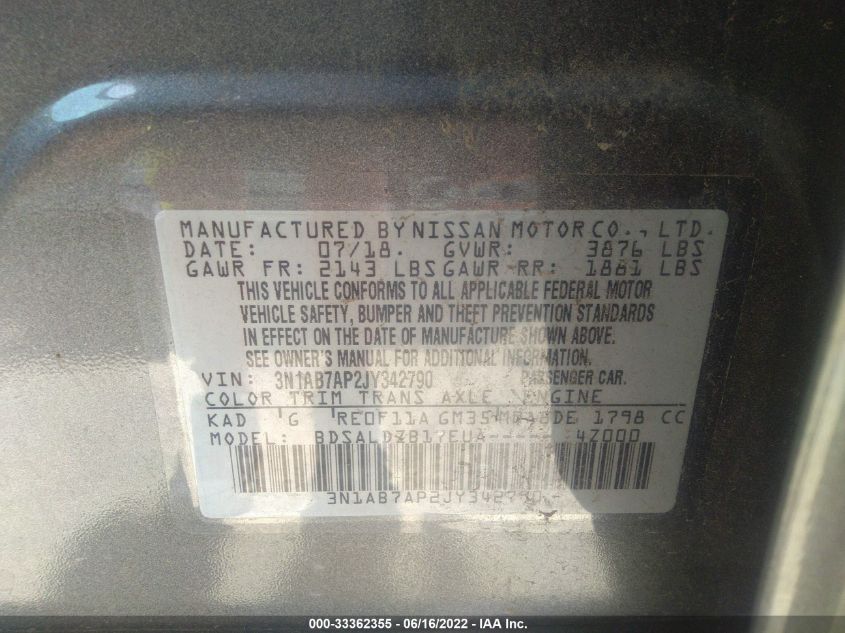 MANUFACTURED BY NISSAN MOTOR CO., LTD.
DATE: 07/18. GVWR: 3876 LBS
GAWR FR: 2143 LBS GAWR RR: 1881 LBS
THIS VEHICLE CONFORMS TO ALL APPLICABLE FEDERAL MOTOR
VEHICLE SAFETY, BUMPER AND THEFT PREVENTION STANDARDS
IN EFFECT ON THE DATE OF MANUFACTURE SHOWN ABOVE.
SEE OWNER'S MANUAL FOR ADDITIONAL INFORMATION.
VIN: 3N1AB7AP2JY342790 PASSENGER CAR.
COLOR TRIM TRANS AXLE ENGINE
KAD G RE0F11A GM35 1798 CC
MODEL: 4Z000
3N1AB7AP2JY342790
000-33362355 - 06/16/2022 - IAA Inc.